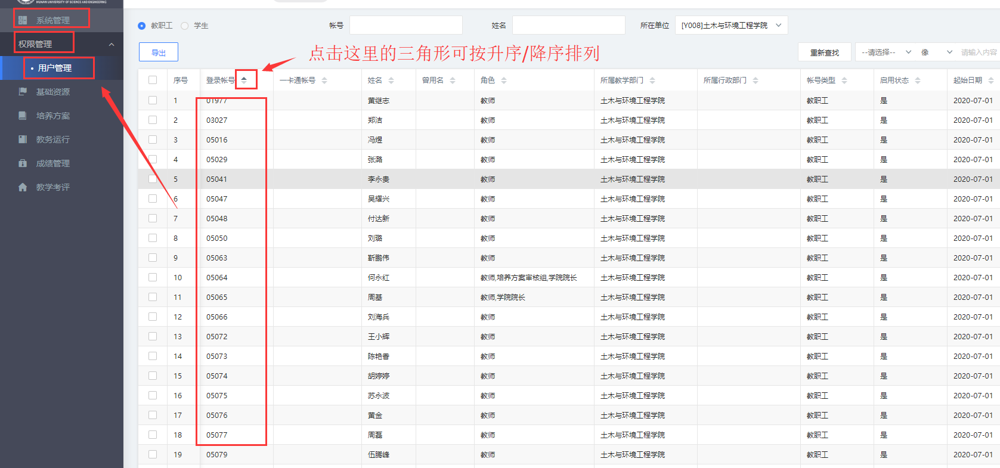 HUNAN UNIVERSITY OF SCIENCE AND ENGINEERING
系统管理
权限管理
• 用户管理
基础资源
培养方案
教务运行
成绩管理
教学考评
教职工 学生 帐号 姓名 所在单位 [Y008]土木与环境工程学院
导出 点击这里的三角形可按升序/降序排列 重新查找 --请选择-- 像 请输入内容
序号 登录帐号 一卡通帐号 姓名 曾用名 角色 所属教学部门 所属行政部门 帐号类型 启用状态 起始日期
1 01977 黄继志 教师 土木与环境工程学院 教职工 是 2020-07-01
2 03027 郑洁 教师 土木与环境工程学院 教职工 是 2020-07-01
3 05016 冯煜 教师 土木与环境工程学院 教职工 是 2020-07-01
4 05029 张潞 教师 土木与环境工程学院 教职工 是 2020-07-01
5 05041 李永贵 教师 土木与环境工程学院 教职工 是 2020-07-01
6 05047 吴耀兴 教师 土木与环境工程学院 教职工 是 2020-07-01
7 05048 付达新 教师 土木与环境工程学院 教职工 是 2020-07-01
8 05050 刘璐 教师 土木与环境工程学院 教职工 是 2020-07-01
9 05063 靳鹏伟 教师 土木与环境工程学院 教职工 是 2020-07-01
10 05064 何永红 教师,培养方案审核组,学院院长 土木与环境工程学院 教职工 是 2020-07-01
11 05065 周基 教师,学院院长 土木与环境工程学院 教职工 是 2020-07-01
12 05066 刘海兵 教师 土木与环境工程学院 教职工 是 2020-07-01
13 05072 王小辉 教师 土木与环境工程学院 教职工 是 2020-07-01
14 05073 陈艳香 教师 土木与环境工程学院 教职工 是 2020-07-01
15 05074 胡婷婷 教师 土木与环境工程学院 教职工 是 2020-07-01
16 05075 苏永波 教师 土木与环境工程学院 教职工 是 2020-07-01
17 05076 黄金 教师 土木与环境工程学院 教职工 是 2020-07-01
18 05077 周磊 教师 土木与环境工程学院 教职工 是 2020-07-01
19 05079 伍腾峰 教师 土木与环境工程学院 教职工 是 2020-07-01